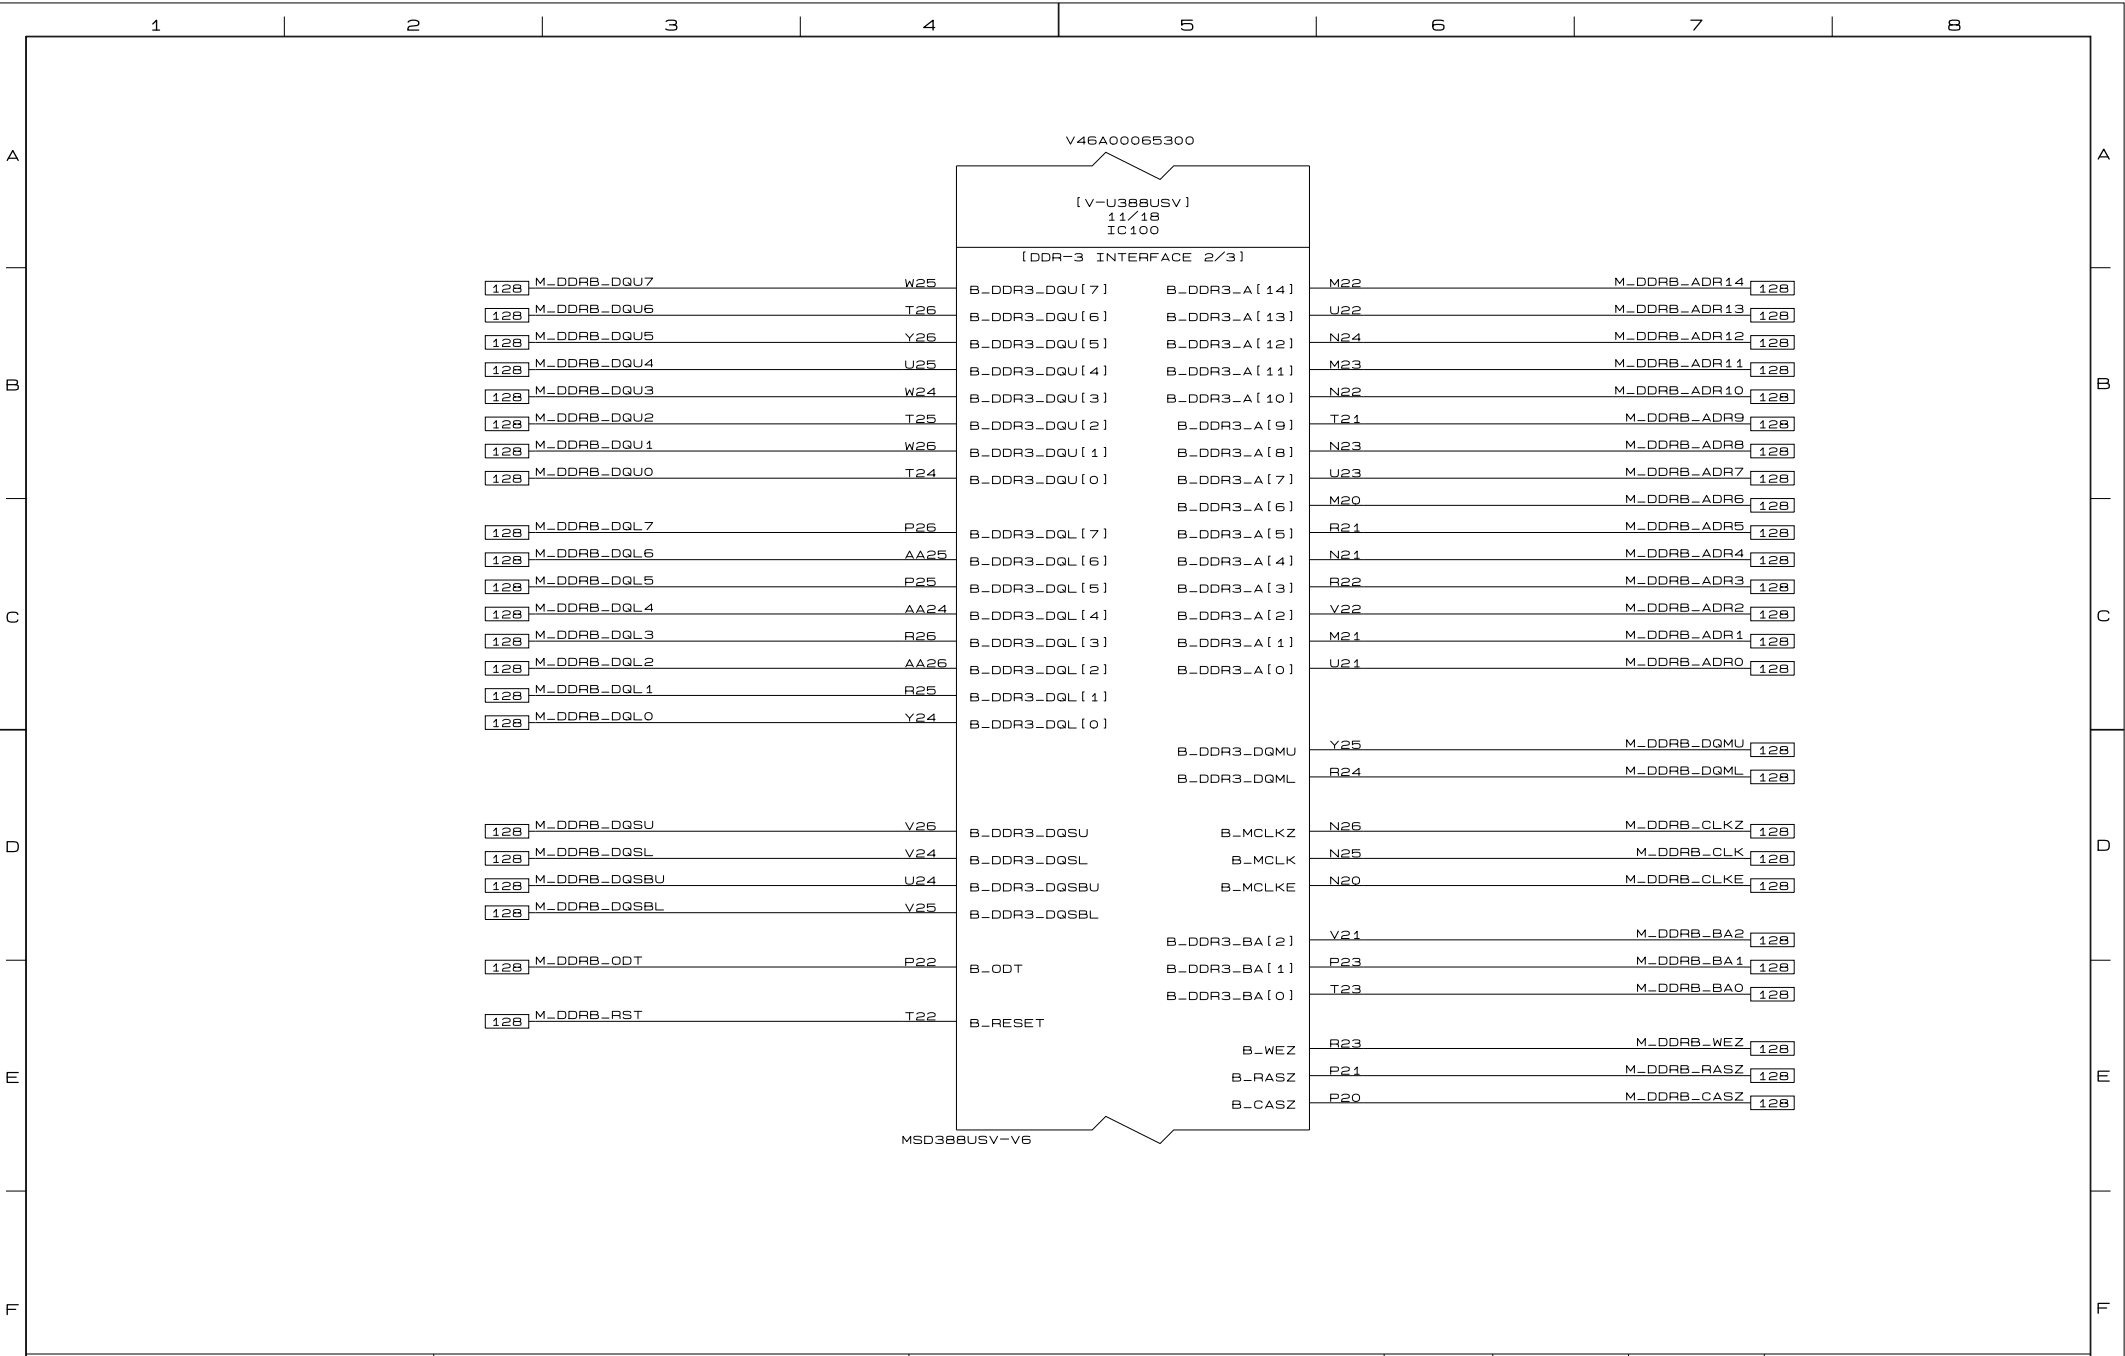 1 2 3 4 5 6 7 8
V46A00065300
A A
[V-U388USV]
11/18
IC100
[DDR-3 INTERFACE 2/3]
128 M_DDRB_DQU7 W25 B_DDR3_DQU[7] B_DDR3_A[14] M22 M_DDRB_ADR14 128
128 M_DDRB_DQU6 T26 B_DDR3_DQU[6] B_DDR3_A[13] U22 M_DDRB_ADR13 128
128 M_DDRB_DQU5 Y26 B_DDR3_DQU[5] B_DDR3_A[12] N24 M_DDRB_ADR12 128
128 M_DDRB_DQU4 U25 B_DDR3_DQU[4] B_DDR3_A[11] M23 M_DDRB_ADR11 128
B B
128 M_DDRB_DQU3 W24 B_DDR3_DQU[3] B_DDR3_A[10] N22 M_DDRB_ADR10 128
128 M_DDRB_DQU2 T25 B_DDR3_DQU[2] B_DDR3_A[9] T21 M_DDRB_ADR9 128
128 M_DDRB_DQU1 W26 B_DDR3_DQU[1] B_DDR3_A[8] N23 M_DDRB_ADR8 128
128 M_DDRB_DQU0 T24 B_DDR3_DQU[0] B_DDR3_A[7] U23 M_DDRB_ADR7 128
B_DDR3_A[6] M20 M_DDRB_ADR6 128
128 M_DDRB_DQL7 P26 B_DDR3_DQL[7] B_DDR3_A[5] R21 M_DDRB_ADR5 128
128 M_DDRB_DQL6 AA25 B_DDR3_DQL[6] B_DDR3_A[4] N21 M_DDRB_ADR4 128
128 M_DDRB_DQL5 P25 B_DDR3_DQL[5] B_DDR3_A[3] R22 M_DDRB_ADR3 128
128 M_DDRB_DQL4 AA24 B_DDR3_DQL[4] B_DDR3_A[2] V22 M_DDRB_ADR2 128
C C
128 M_DDRB_DQL3 R26 B_DDR3_DQL[3] B_DDR3_A[1] M21 M_DDRB_ADR1 128
128 M_DDRB_DQL2 AA26 B_DDR3_DQL[2] B_DDR3_A[0] U21 M_DDRB_ADR0 128
128 M_DDRB_DQL1 R25 B_DDR3_DQL[1]
128 M_DDRB_DQL0 Y24 B_DDR3_DQL[0]
B_DDR3_DQMU Y25 M_DDRB_DQMU 128
B_DDR3_DQML R24 M_DDRB_DQML 128
128 M_DDRB_DQSU V26 B_DDR3_DQSU B_MCLKZ N26 M_DDRB_CLKZ 128
D D
128 M_DDRB_DQSL V24 B_DDR3_DQSL B_MCLK N25 M_DDRB_CLK 128
128 M_DDRB_DQSBU U24 B_DDR3_DQSBU B_MCLKE N20 M_DDRB_CLKE 128
128 M_DDRB_DQSBL V25 B_DDR3_DQSBL
B_DDR3_BA[2] V21 M_DDRB_BA2 128
128 M_DDRB_ODT P22 B_ODT B_DDR3_BA[1] P23 M_DDRB_BA1 128
B_DDR3_BA[0] T23 M_DDRB_BA0 128
128 M_DDRB_RST T22 B_RESET
B_WEZ R23 M_DDRB_WEZ 128
E B_RASZ P21 M_DDRB_RASZ 128 E
B_CASZ P20 M_DDRB_CASZ 128
MSD388USV-V6
F F